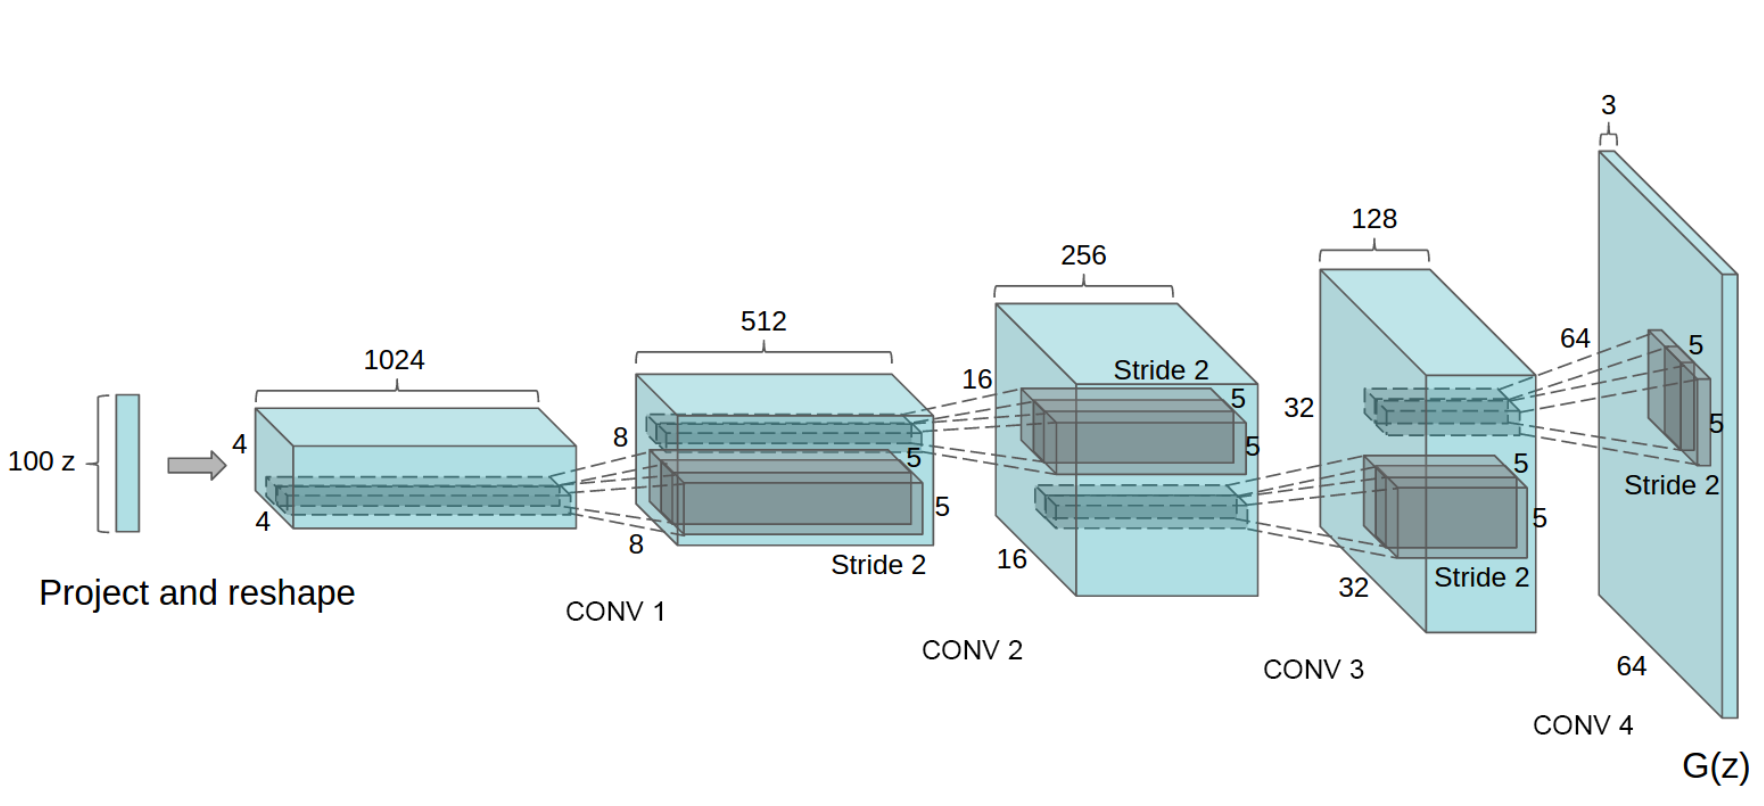 100 z
Project and reshape
1024
4
4
CONV 1
512
8
8
5
5
Stride 2
CONV 2
256
16
16
Stride 2
5
5
CONV 3
128
32
32
5
5
Stride 2
CONV 4
3
64
64
5
5
Stride 2
G(z)